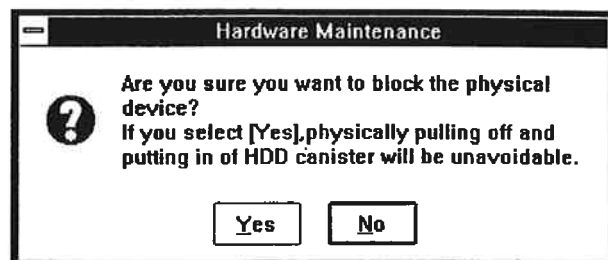 Hardware Maintenance
Are you sure you want to block the physical
device?
If you select [Yes],physically pulling off and
putting in of HDD canister will be unavoidable.
Yes No